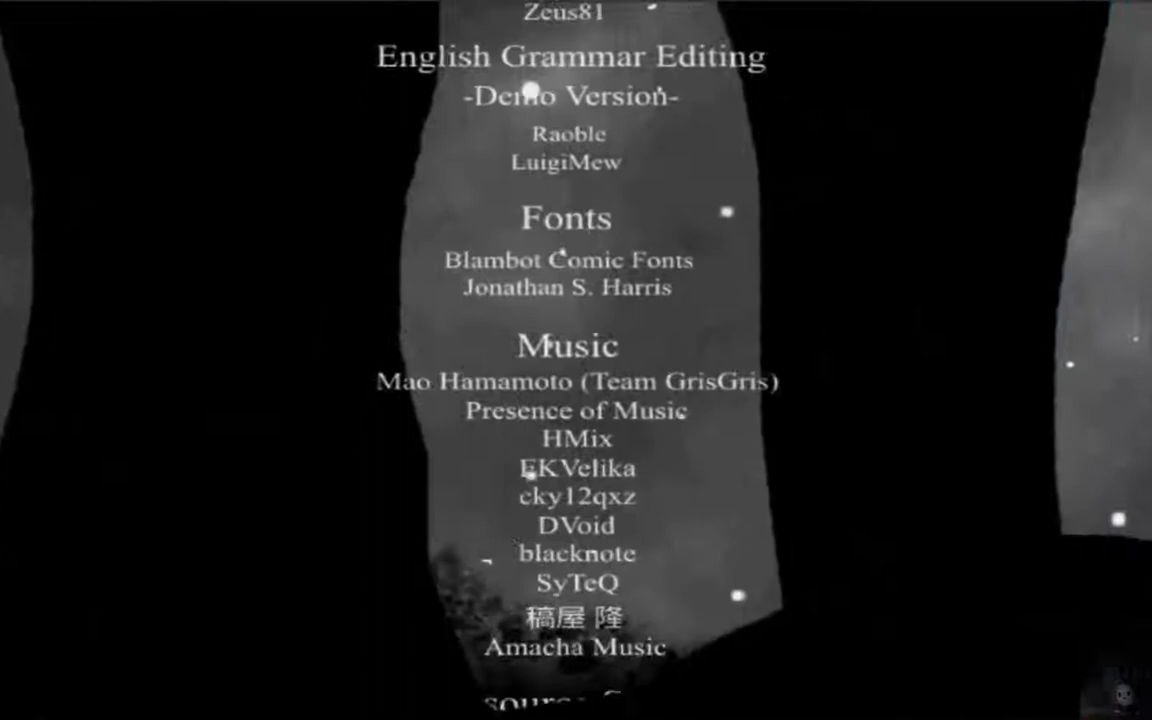 Zeus81
English Grammar Editing
-Demo Version-
Raoble
LuigiMew
Fonts
Blambot Comic Fonts
Jonathan S. Harris
Music
Mao Hamamoto (Team GrisGris)
Presence of Music
HMix
EKVelika
cky12qxz
DVoid
blacknote
SyTeQ
稿屋 隆
Amacha Music